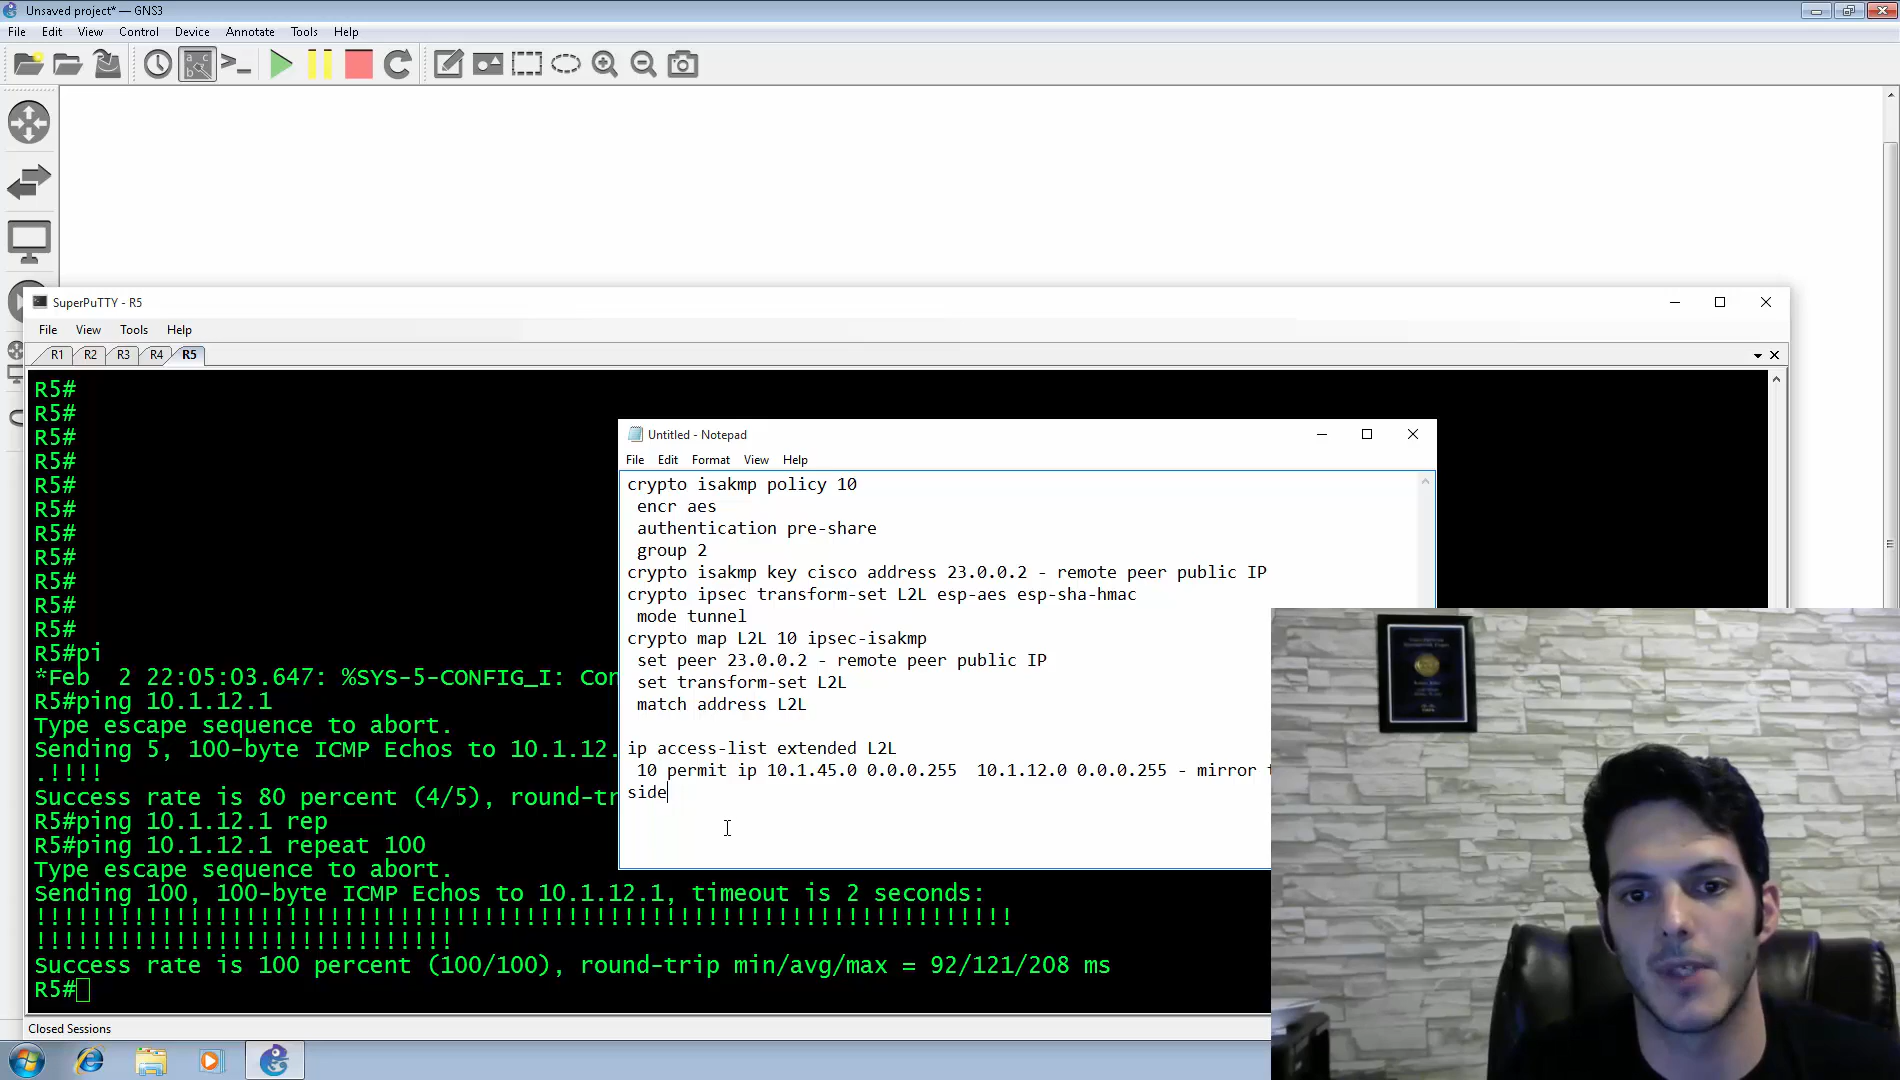 Unsaved project* — GNS3
File Edit View Control Device Annotate Tools Help
SuperPuTTY - R5
File View Tools Help
R1 R2 R3 R4 R5
R5#
R5#
R5#
R5#
R5#
R5#
R5#
R5#
R5#
R5#
R5#
R5#pi
*Feb  2 22:05:03.647: %SYS-5-CONFIG_I: Con
R5#ping 10.1.12.1
Type escape sequence to abort.
Sending 5, 100-byte ICMP Echos to 10.1.12.
.!!!!
Success rate is 80 percent (4/5), round-tr
R5#ping 10.1.12.1 rep
R5#ping 10.1.12.1 repeat 100
Type escape sequence to abort.
Sending 100, 100-byte ICMP Echos to 10.1.12.1, timeout is 2 seconds:
!!!!!!!!!!!!!!!!!!!!!!!!!!!!!!!!!!!!!!!!!!!!!!!!!!!!!!!!!!!!!!!!!!!!!!
!!!!!!!!!!!!!!!!!!!!!!!!!!!!!!
Success rate is 100 percent (100/100), round-trip min/avg/max = 92/121/208 ms
R5#
Closed Sessions
Untitled - Notepad
File Edit Format View Help
crypto isakmp policy 10
encr aes
authentication pre-share
group 2
crypto isakmp key cisco address 23.0.0.2 - remote peer public IP
crypto ipsec transform-set L2L esp-aes esp-sha-hmac
mode tunnel
crypto map L2L 10 ipsec-isakmp
set peer 23.0.0.2 - remote peer public IP
set transform-set L2L
match address L2L
ip access-list extended L2L
10 permit ip 10.1.45.0 0.0.0.255  10.1.12.0 0.0.0.255 - mirror
side